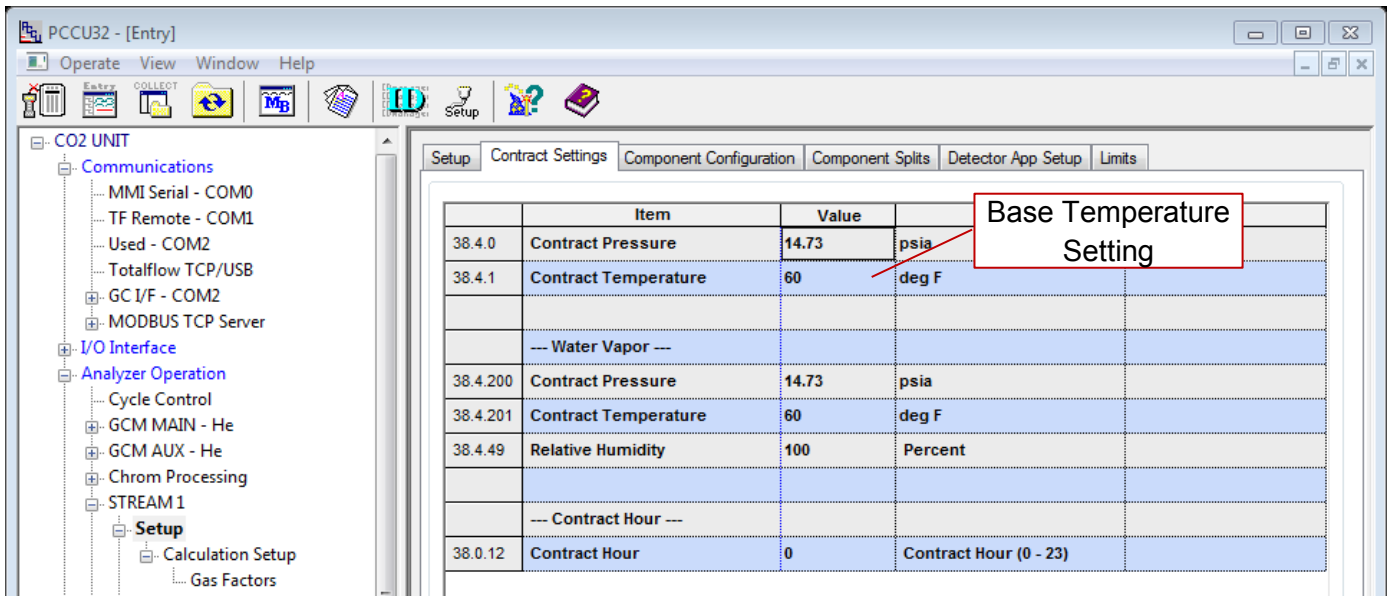 PCCU32 - [Entry]
Operate View Window Help
Entry COLLECT MB ID Setup
CO2 UNIT
Communications
MMI Serial - COM0
TF Remote - COM1
Used - COM2
Totalflow TCP/USB
GC I/F - COM2
MODBUS TCP Server
I/O Interface
Analyzer Operation
Cycle Control
GCM MAIN - He
GCM AUX - He
Chrom Processing
STREAM 1
Setup
Calculation Setup
Gas Factors
Setup Contract Settings Component Configuration Component Splits Detector App Setup Limits
Item Value
38.4.0 Contract Pressure 14.73 psia
38.4.1 Contract Temperature 60 deg F
--- Water Vapor ---
38.4.200 Contract Pressure 14.73 psia
38.4.201 Contract Temperature 60 deg F
38.4.49 Relative Humidity 100 Percent
--- Contract Hour ---
38.0.12 Contract Hour 0 Contract Hour (0 - 23)
Base Temperature
Setting